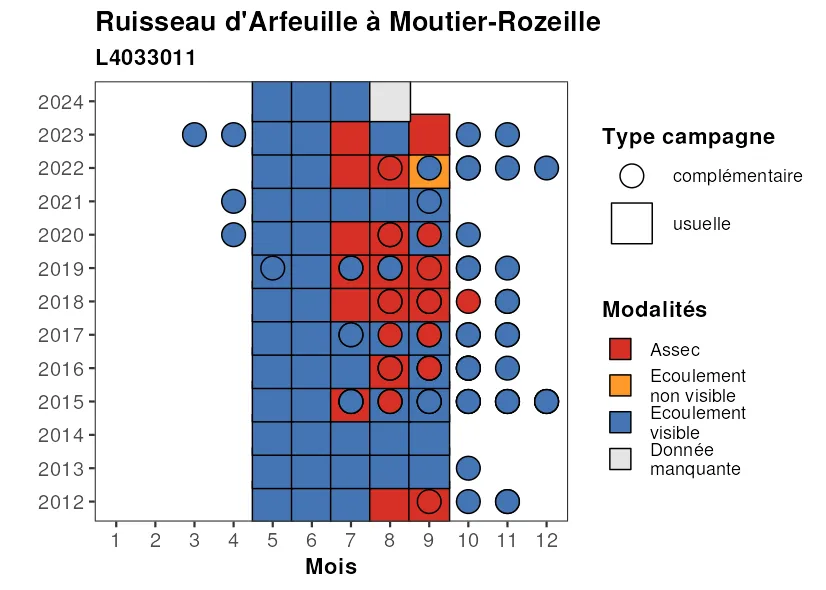 Ruisseau d'Arfeuille à Moutier-Rozeille
L4033011
2024
2023
2022
2021
2020
2019
2018
2017
2016
2015
2014
2013
2012
1 2 3 4 5 6 7 8 9 10 11 12
Mois
Type campagne
complémentaire
usuelle
Modalités
Assec
Ecoulement
non visible
Ecoulement
visible
Donnée
manquante